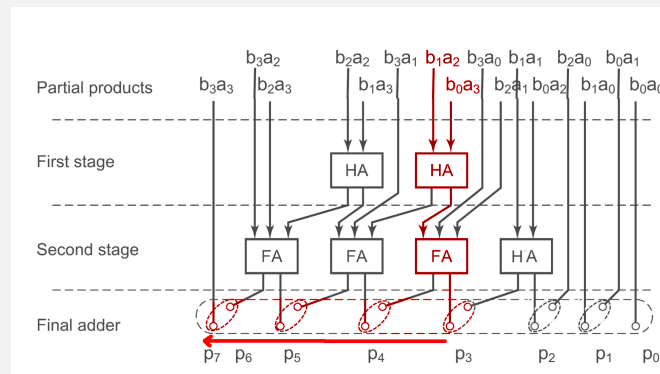 b₃a₂ b₂a₂ b₃a₁ b₁a₂ b₃a₀ b₁a₁ b₂a₀ b₀a₁
Partial products b₃a₃ b₂a₃ b₁a₃ b₀a₃ b₂a₁ b₀a₂ b₁a₀ b₀a₀
First stage HA HA
Second stage FA FA FA HA
Final adder
p₇ p₆ p₅ p₄ p₃ p₂ p₁ p₀